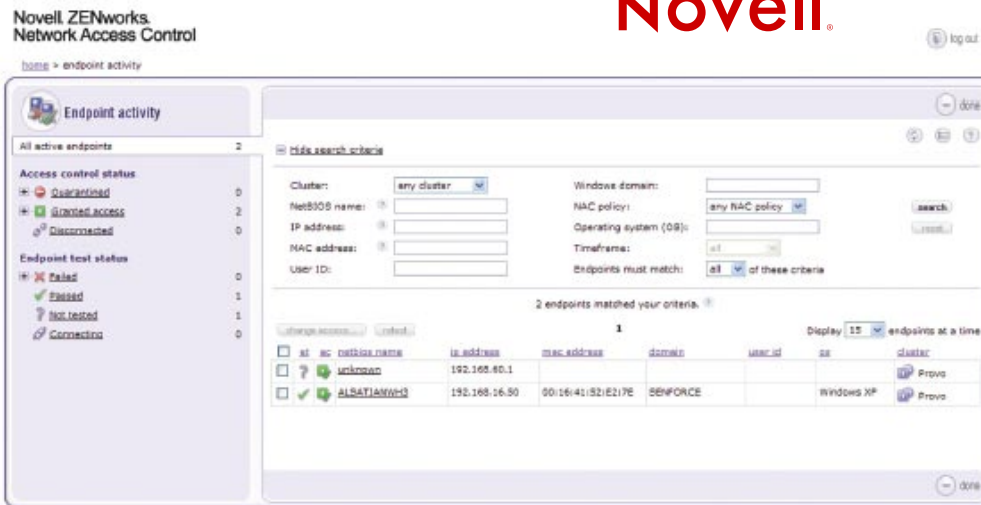 Novell. ZENworks.
Network Access Control
Novell.
log out
home > endpoint activity
Endpoint activity
done
All active endpoints 2
Hide search criteria
Access control status
Quarantined 0
Granted access 2
Disconnected 0
Endpoint test status
Failed 0
Passed 1
Not tested 1
Connecting 0
Cluster: any cluster
NetBIOS name:
IP address:
MAC address:
User ID:
Windows domain:
NAC policy: any NAC policy
Operating system (OS):
Timeframe: at
Endpoints must match: all of these criteria
search
reset
2 endpoints matched your criteria.
change access... retest 1 Display 15 endpoints at a time
st ac netbios name ip address mac address domain user id os cluster
? unknown 192.168.60.1 Provo
ALSATIANWH3 192.168.16.50 00:16:41:52:E2:7E SENFORCE Windows XP Provo
done